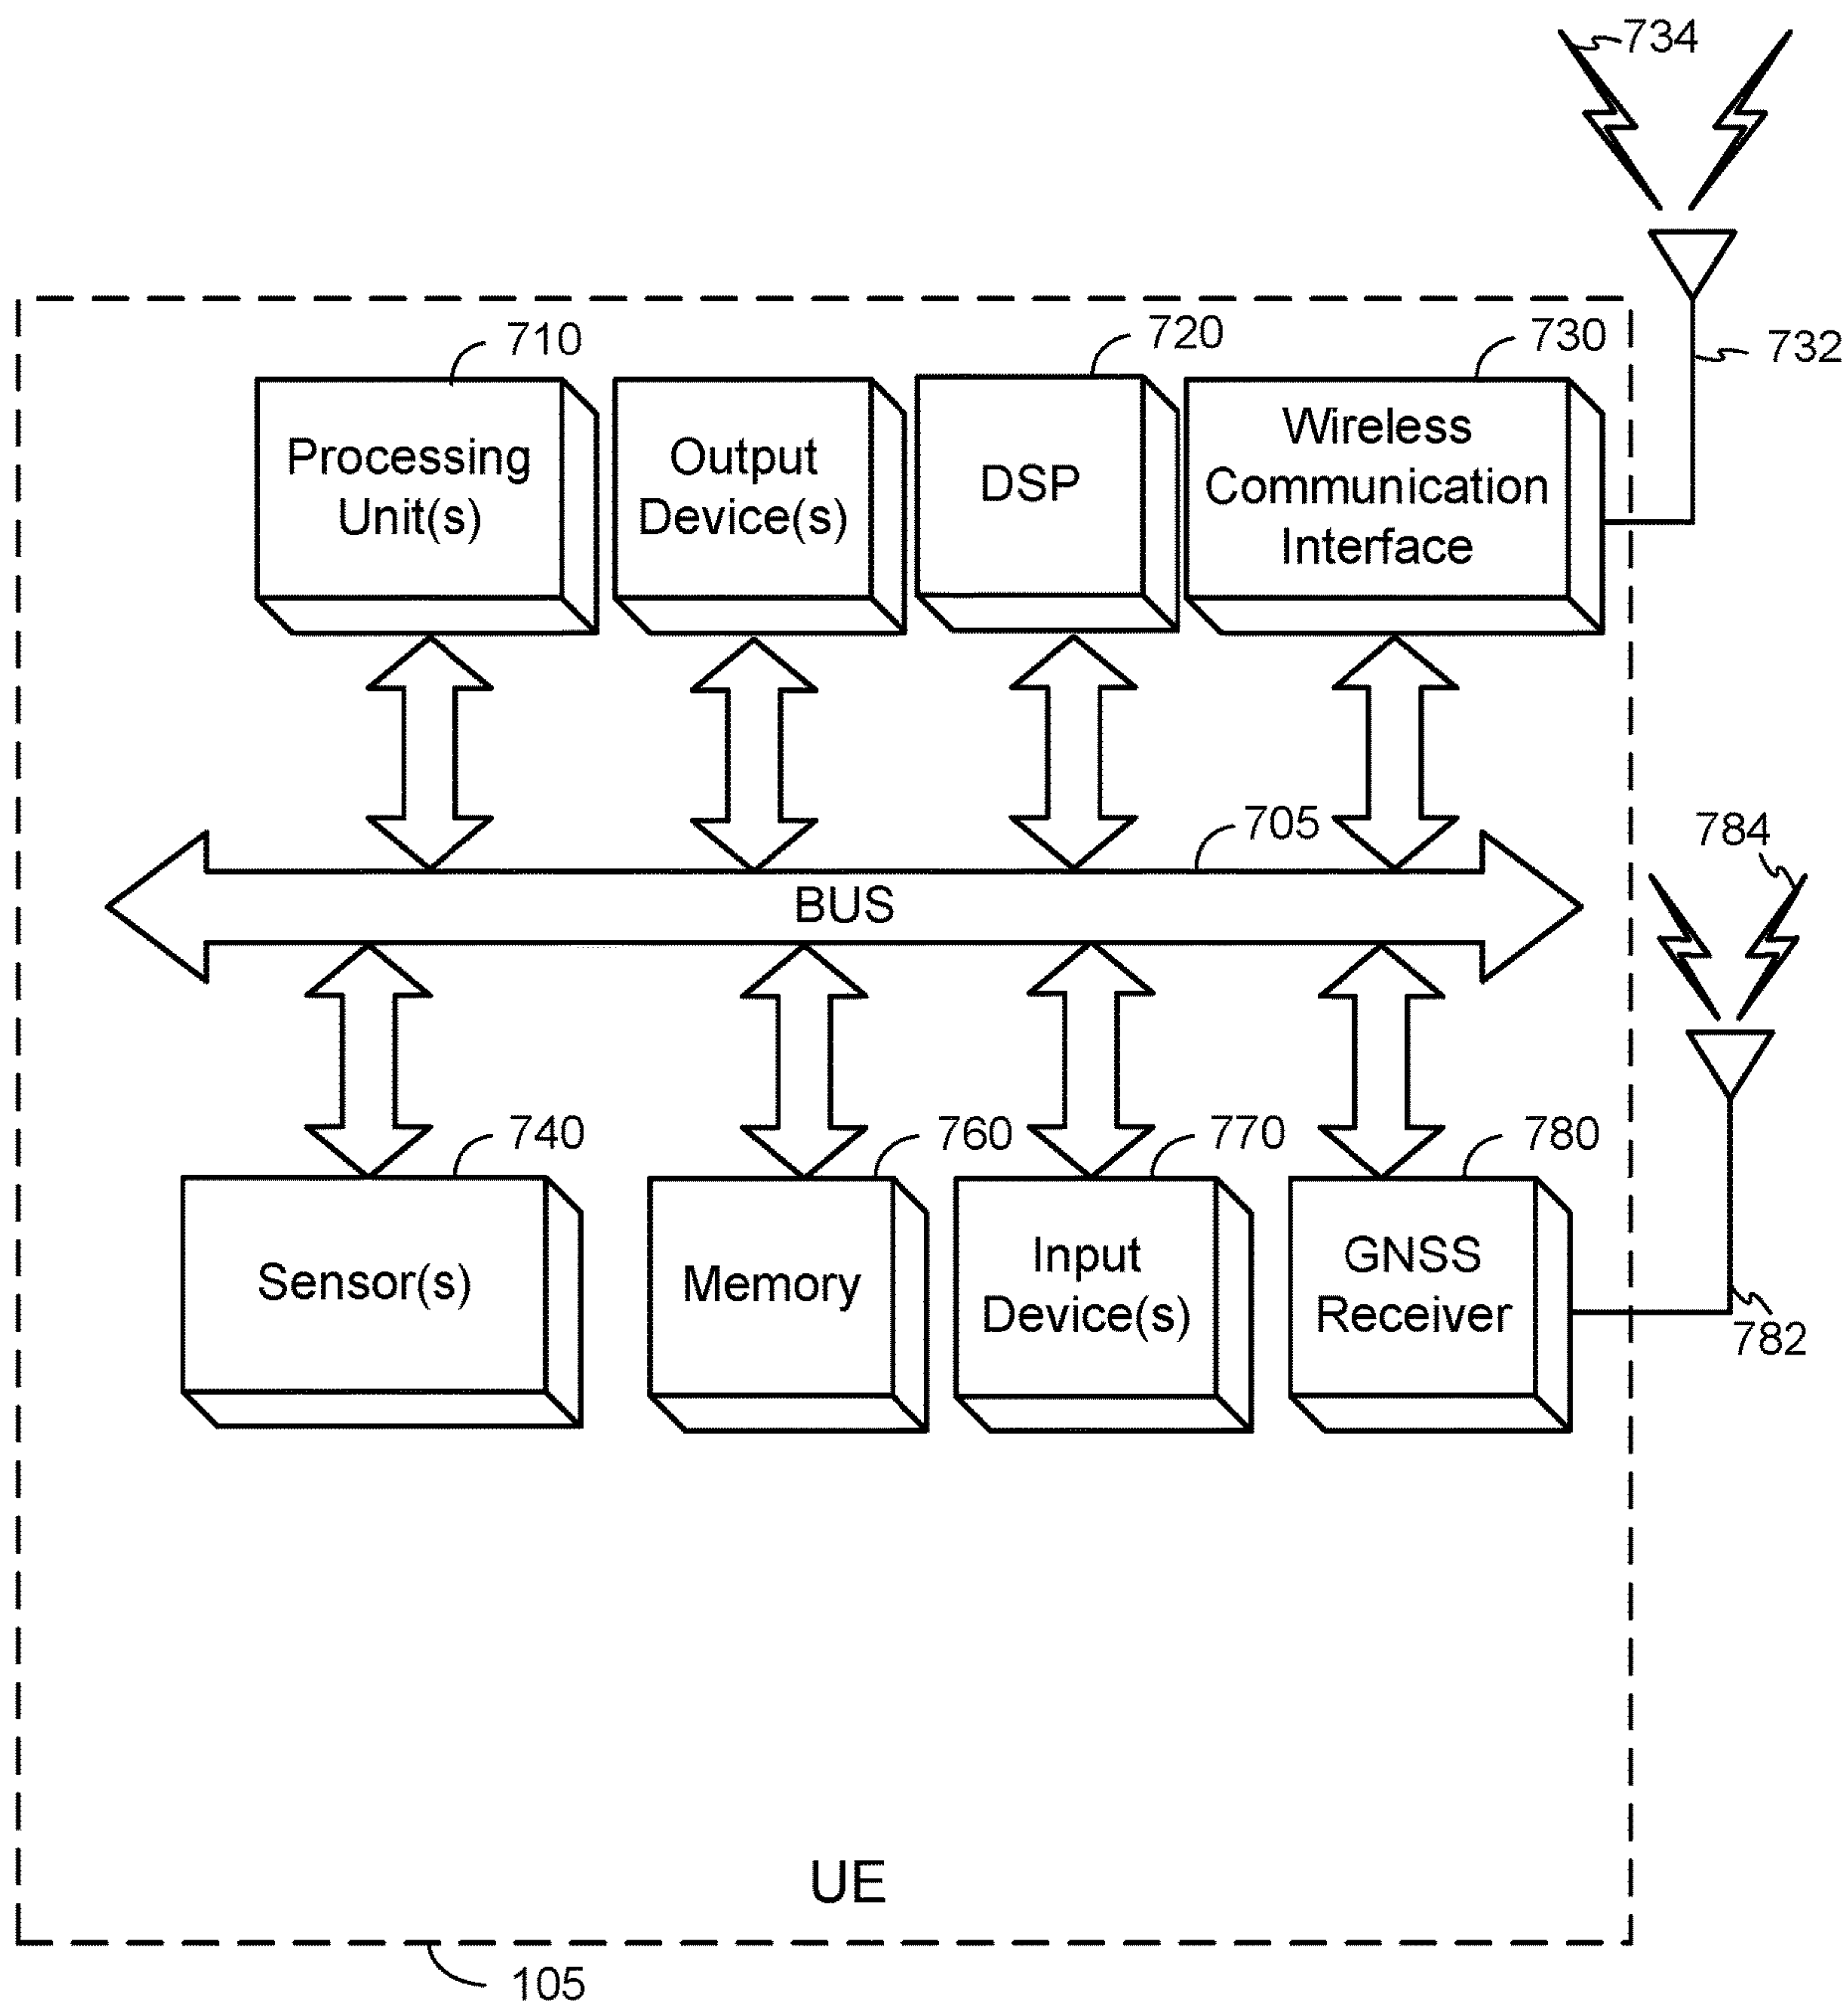 734
710
720
730
732
Processing
Unit(s)
Output
Device(s)
DSP
Wireless
Communication
Interface
705
784
BUS
740
760
770
780
Sensor(s)
Memory
Input
Device(s)
GNSS
Receiver
782
UE
105